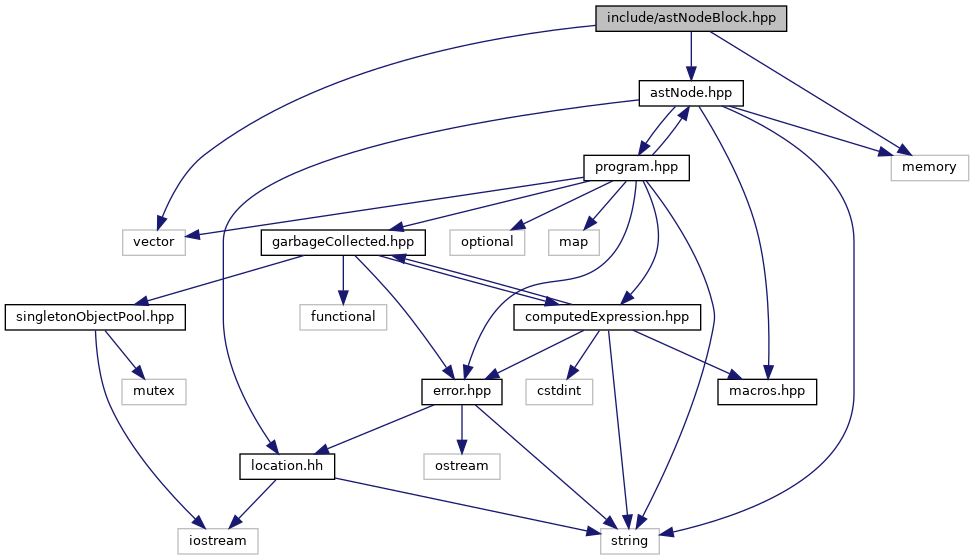 include/astNodeBlock.hpp
astNode.hpp
program.hpp
memory
vector
garbageCollected.hpp
optional
map
singletonObjectPool.hpp
functional
computedExpression.hpp
mutex
error.hpp
cstdint
macros.hpp
location.hh
ostream
iostream
string